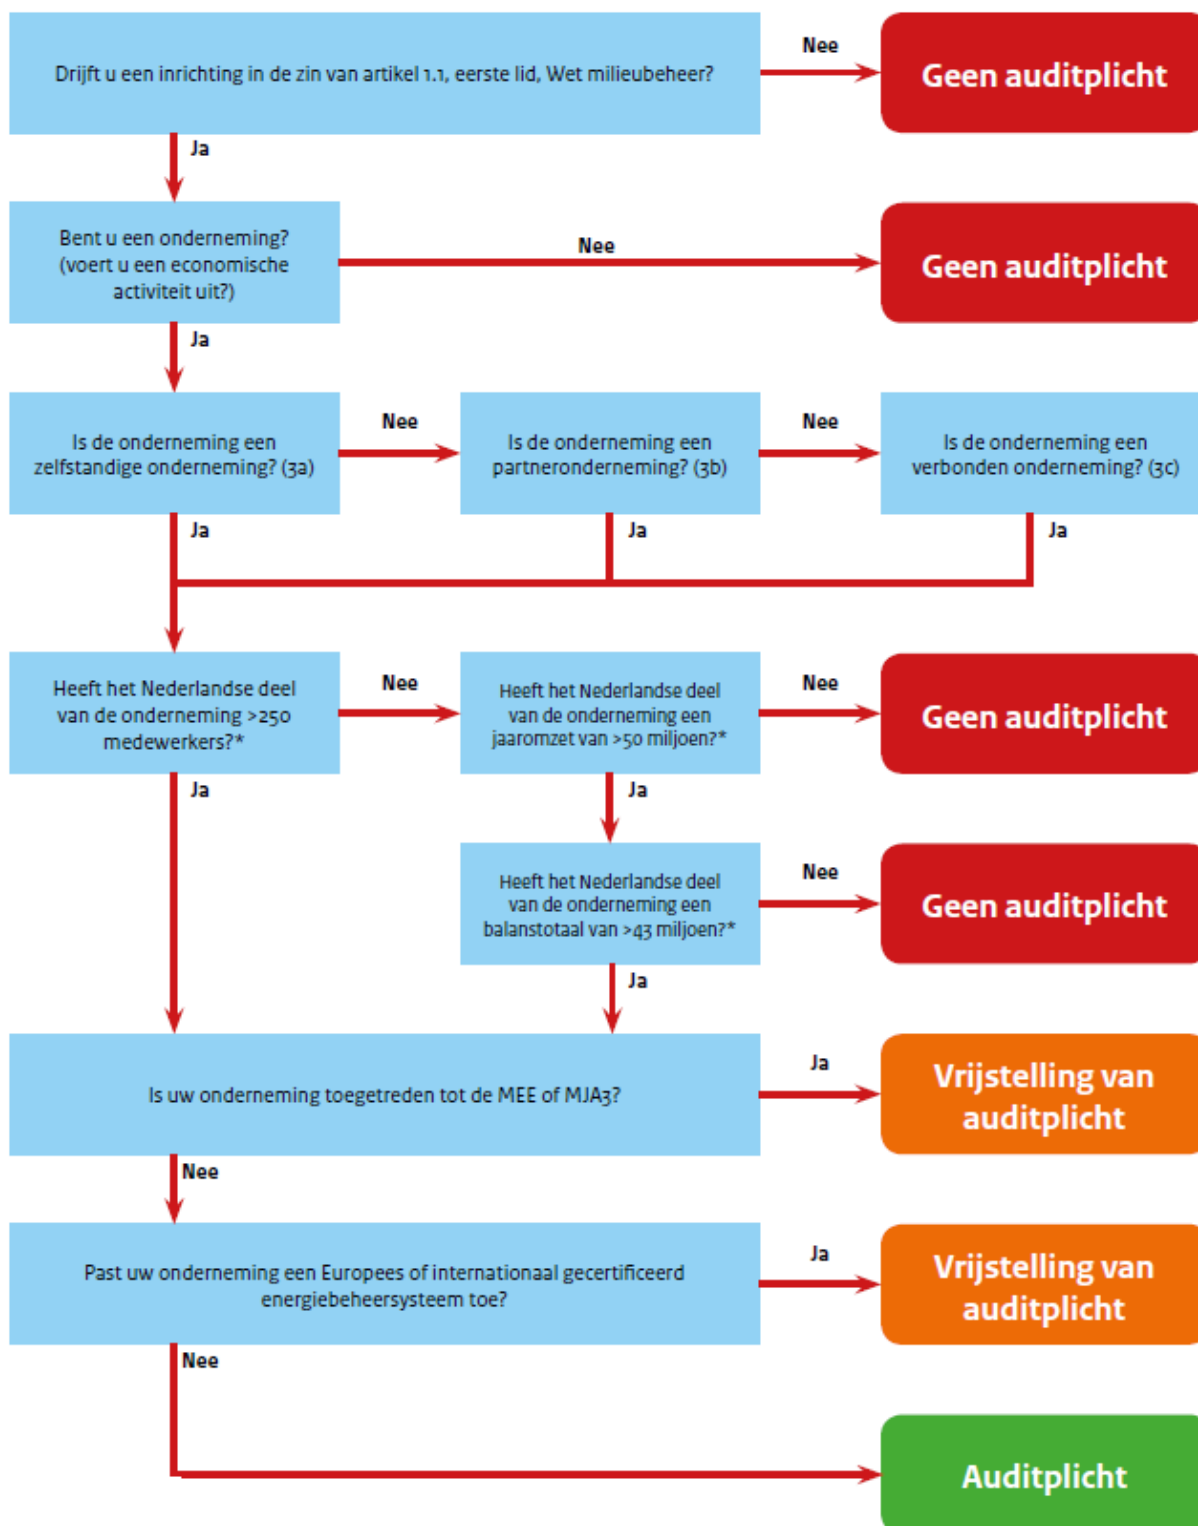 Drijft u een inrichting in de zin van artikel 1.1, eerste lid, Wet milieubeheer?
Nee
Geen auditplicht
Ja
Bent u een onderneming?
(voert u een economische
activiteit uit?)
Nee
Geen auditplicht
Ja
Is de onderneming een
zelfstandige onderneming? (3a)
Nee
Is de onderneming een
partneronderneming? (3b)
Nee
Is de onderneming een
verbonden onderneming? (3c)
Ja
Ja
Ja
Heeft het Nederlandse deel
van de onderneming >250
medewerkers?*
Nee
Heeft het Nederlandse deel
van de onderneming een
jaaromzet van >50 miljoen?*
Nee
Geen auditplicht
Ja
Ja
Heeft het Nederlandse deel
van de onderneming een
balanstotaal van >43 miljoen?*
Nee
Geen auditplicht
Ja
Is uw onderneming toegetreden tot de MEE of MJA3?
Ja
Vrijstelling van
auditplicht
Nee
Past uw onderneming een Europees of internationaal gecertificeerd
energiebeheersysteem toe?
Ja
Vrijstelling van
auditplicht
Nee
Auditplicht